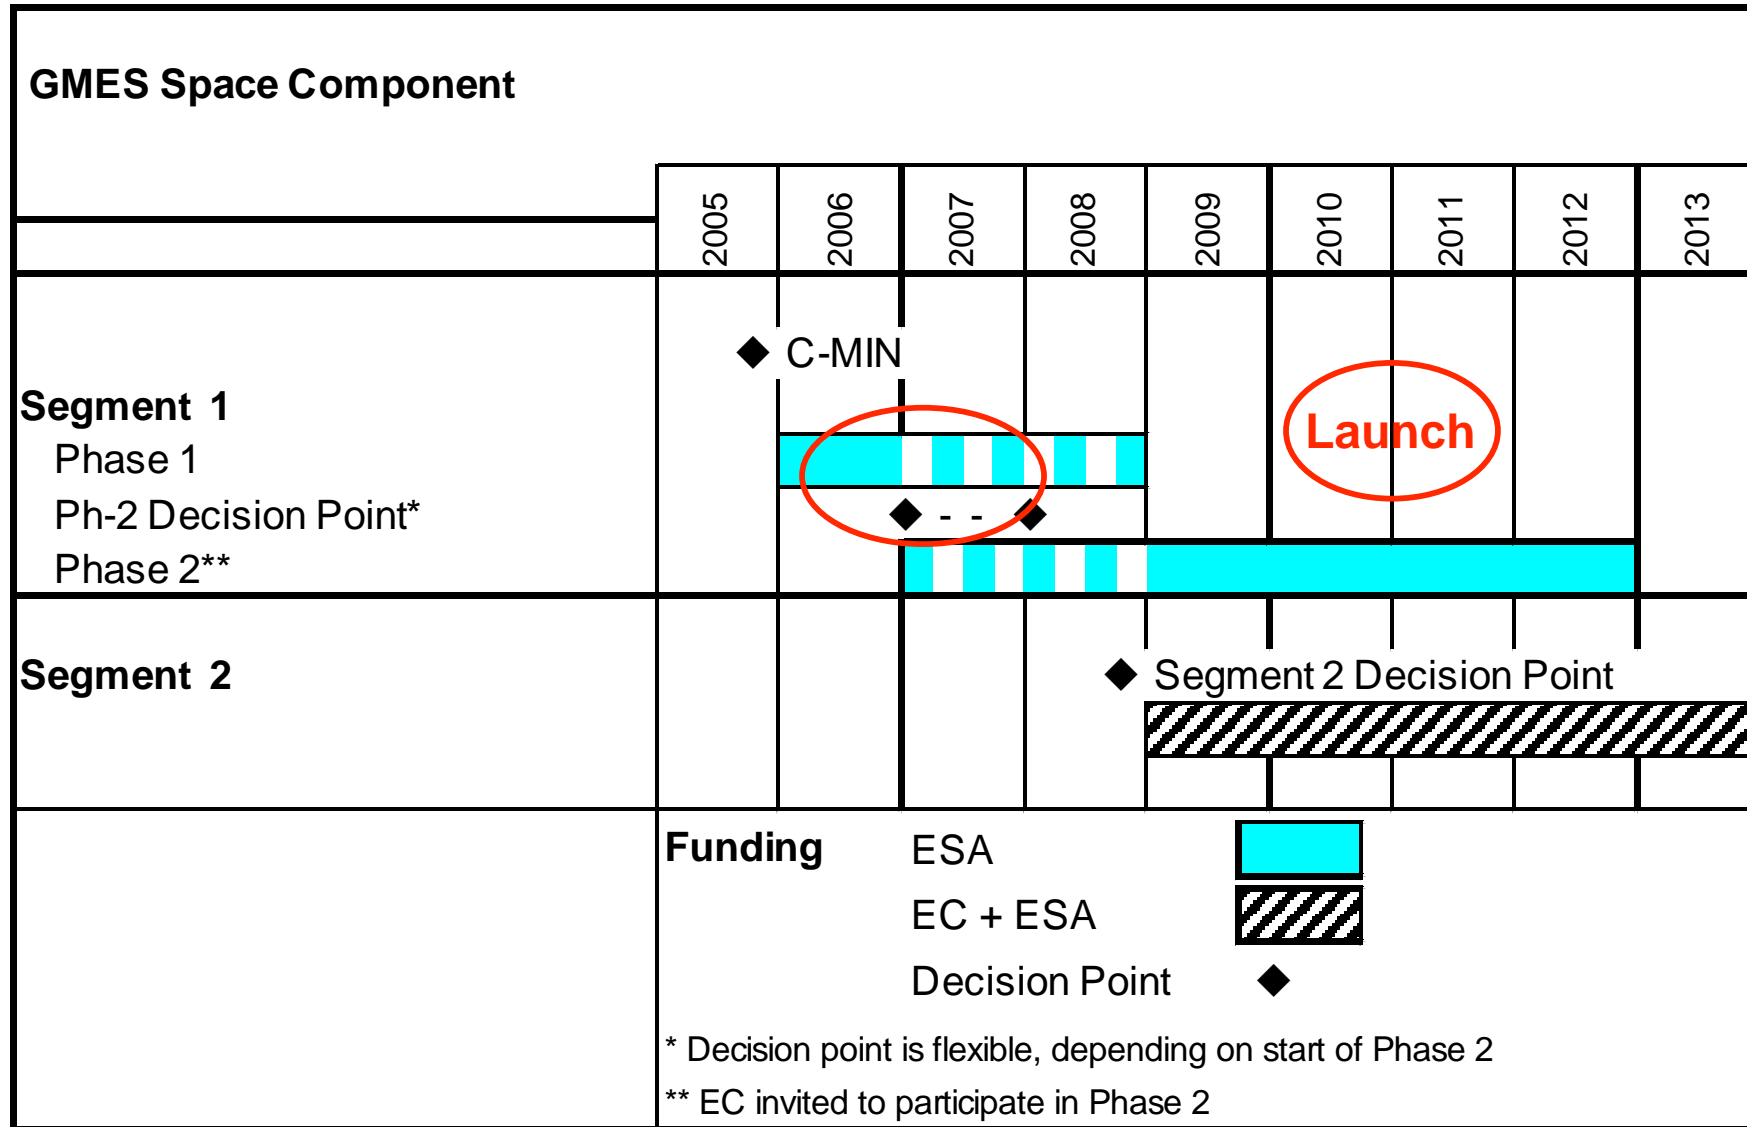 GMES Space Component
2005 2006 2007 2008 2009 2010 2011 2012 2013
C-MIN
Segment 1
Launch
Phase 1
Ph-2 Decision Point* - -
Phase 2**
Segment 2 Segment 2 Decision Point
Funding ESA
EC + ESA
Decision Point
* Decision point is flexible, depending on start of Phase 2
** EC invited to participate in Phase 2